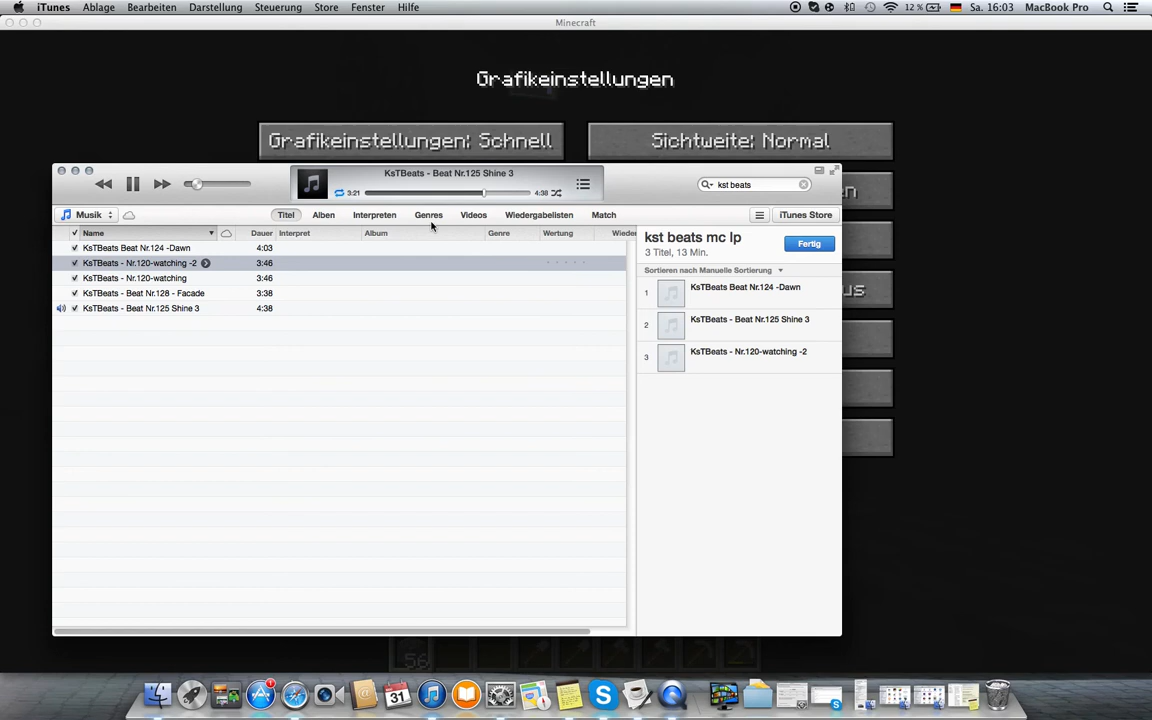 iTunes Ablage Bearbeiten Darstellung Steuerung Store Fenster Hilfe 12 % Sa. 16:03 MacBook Pro
Minecraft
Grafikeinstellungen
Grafikeinstellungen: Schnell Sichtweite: Normal
KsTBeats - Beat Nr.125 Shine 3
3:21 4:38
kst beats
Musik Titel Alben Interpreten Genres Videos Wiedergabelisten Match iTunes Store
Name Dauer Interpret Album Genre Wertung Wieder
KsTBeats Beat Nr.124 -Dawn 4:03
KsTBeats - Nr.120-watching -2 3:46
KsTBeats - Nr.120-watching 3:46
KsTBeats - Beat Nr.128 - Facade 3:38
KsTBeats - Beat Nr.125 Shine 3 4:38
kst beats mc lp
3 Titel, 13 Min.
Fertig
Sortieren nach Manuelle Sortierung
1 KsTBeats Beat Nr.124 -Dawn
2 KsTBeats - Beat Nr.125 Shine 3
3 KsTBeats - Nr.120-watching -2
en
us
56
31
1